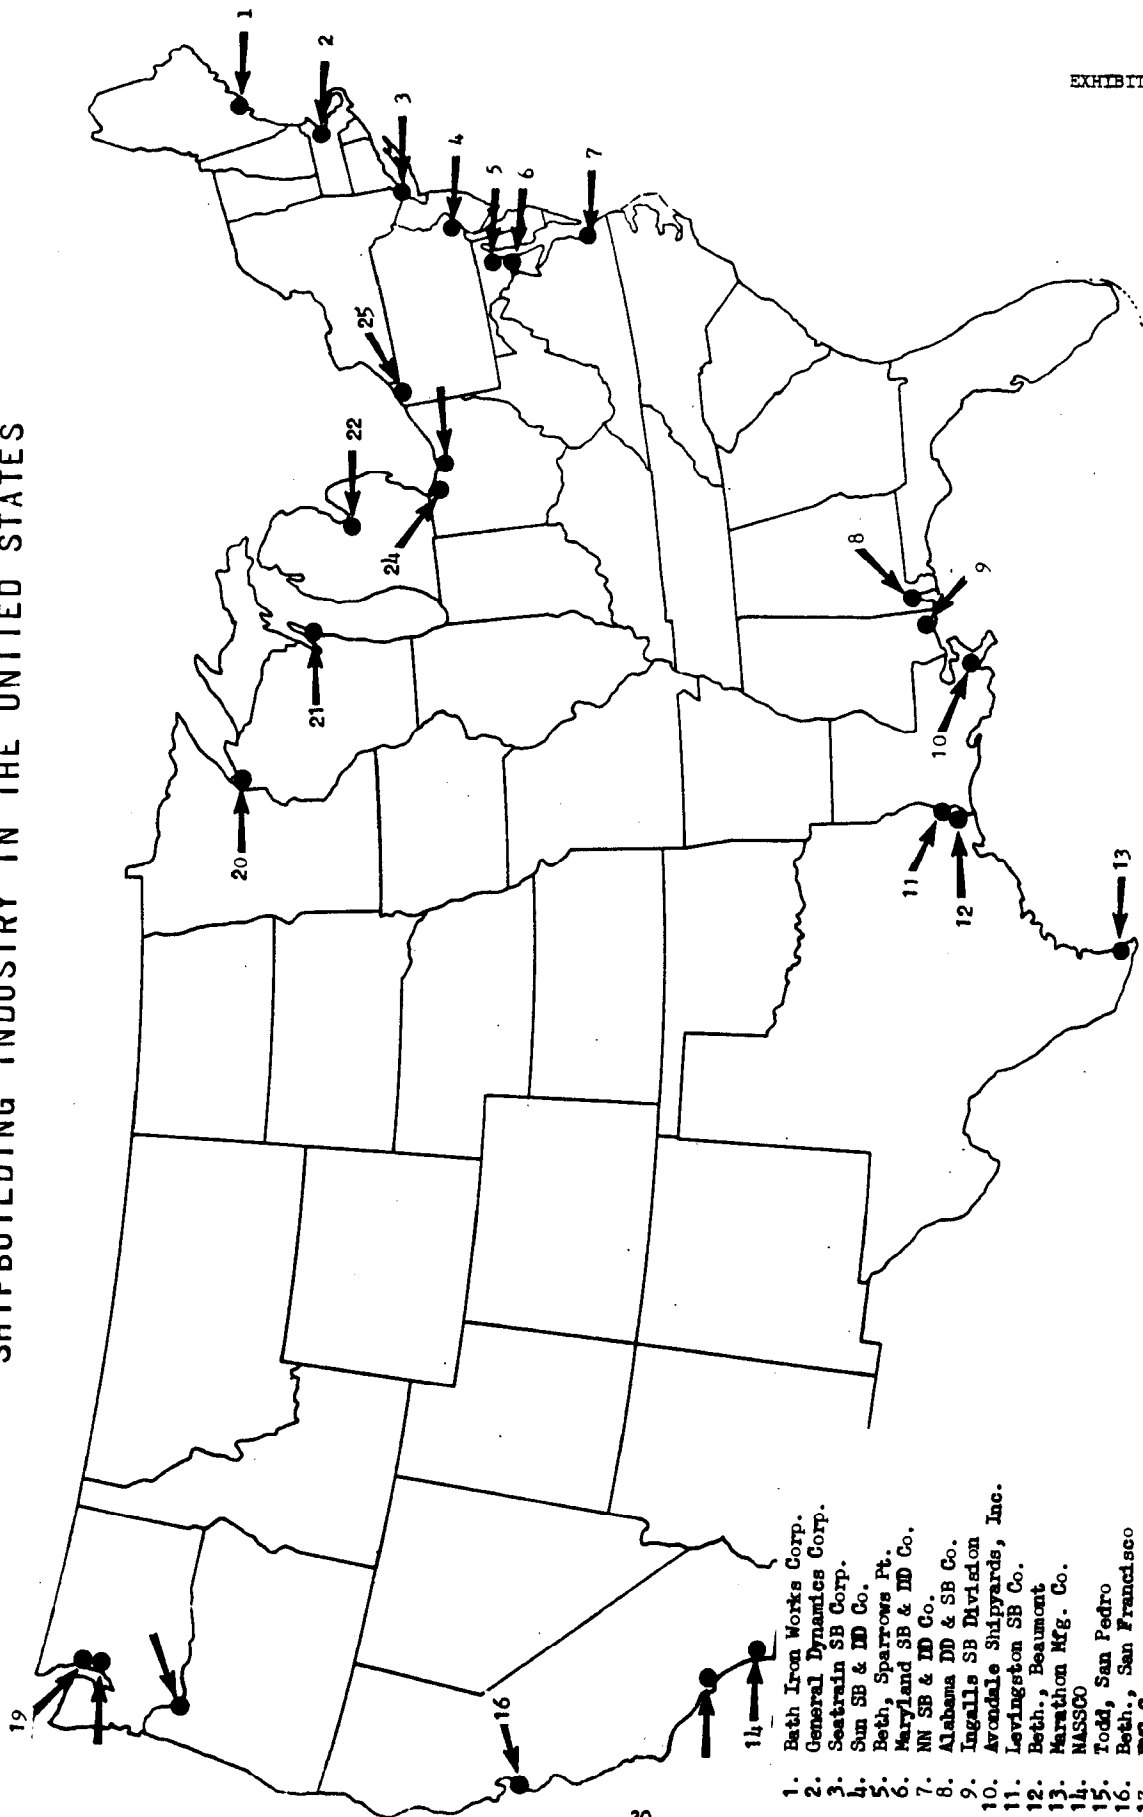 SHIPBUILDING INDUSTRY IN THE UNITED STATES
EXHIBIT
1
2
3
4
5
6
7
8
9
10
11
12
13
14
16
19
20
21
22
24
25
1. Bath Iron Works Corp.
2. General Dynamics Corp.
3. Seatrain SB Corp.
4. Sun SB & DD Co.
5. Beth, Sparrows Pt.
6. Maryland SB & DD Co.
7. NN SB & DD Co.
8. Alabama DD & SB Co.
9. Ingalls SB Division
10. Avondale Shipyards, Inc.
11. Levingston SB Co.
12. Beth., Beaumont
13. Marathon Mfg. Co.
14. NASSCO
15. Todd, San Pedro
16. Beth., San Francisco